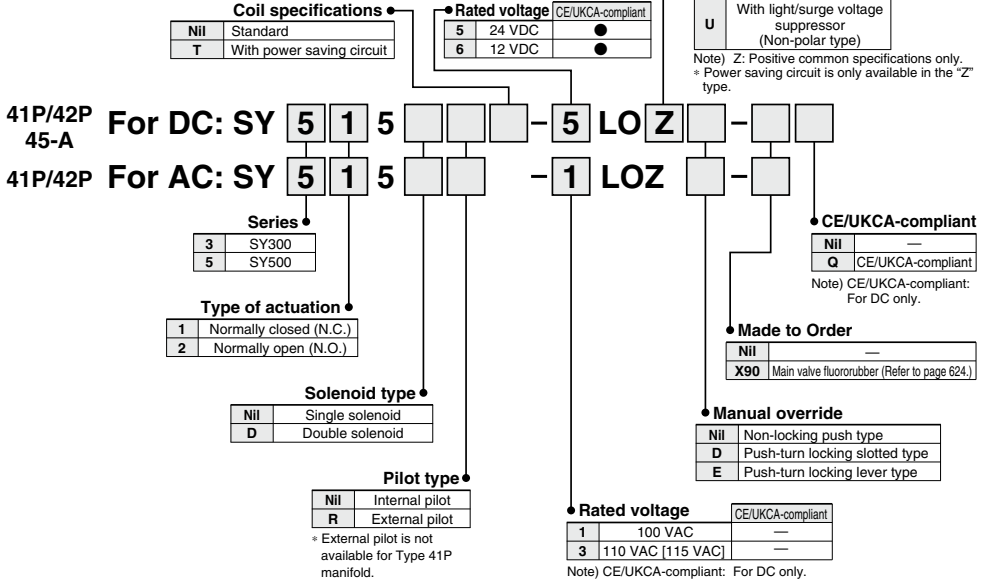 Coil specifications
Nil Standard
T With power saving circuit
Rated voltage CE/UKCA-compliant
5 24 VDC ●
6 12 VDC ●
U With light/surge voltage suppressor (Non-polar type)
Note) Z: Positive common specifications only.
* Power saving circuit is only available in the “Z” type.
41P/42P
45-A
For DC: SY 5 1 5 – 5 LO Z –
41P/42P For AC: SY 5 1 5 – 1 LOZ –
Series
3 SY300
5 SY500
CE/UKCA-compliant
Nil —
Q CE/UKCA-compliant
Note) CE/UKCA-compliant:
For DC only.
Type of actuation
1 Normally closed (N.C.)
2 Normally open (N.O.)
Made to Order
Nil —
X90 Main valve fluororubber (Refer to page 624.)
Solenoid type
Nil Single solenoid
D Double solenoid
Manual override
Nil Non-locking push type
D Push-turn locking slotted type
E Push-turn locking lever type
Pilot type
Nil Internal pilot
R External pilot
* External pilot is not
available for Type 41P
manifold.
Rated voltage CE/UKCA-compliant
1 100 VAC —
3 110 VAC [115 VAC] —
Note) CE/UKCA-compliant: For DC only.